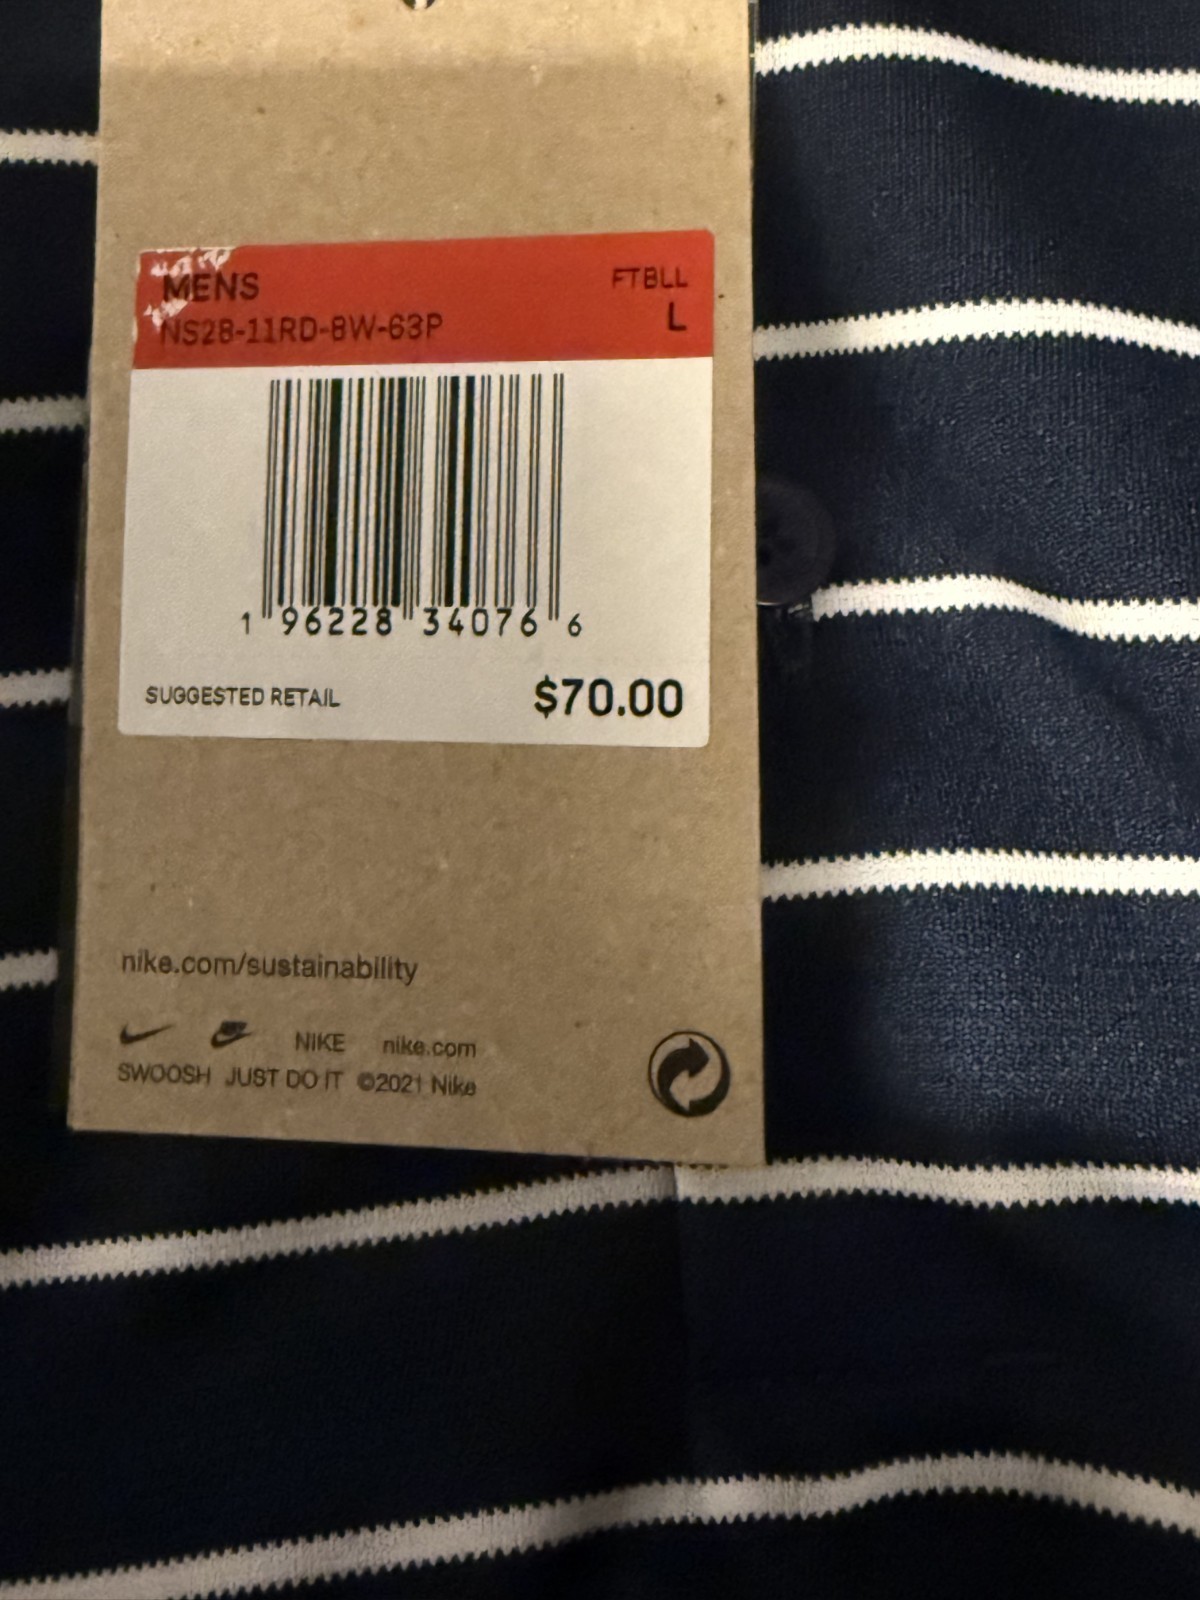 MENS FTBLL
NS28-11RD-8W-63P L
1 96228 34076 6
SUGGESTED RETAIL $70.00
nike.com/sustainability
NIKE nike.com
SWOOSH JUST DO IT ©2021 Nike